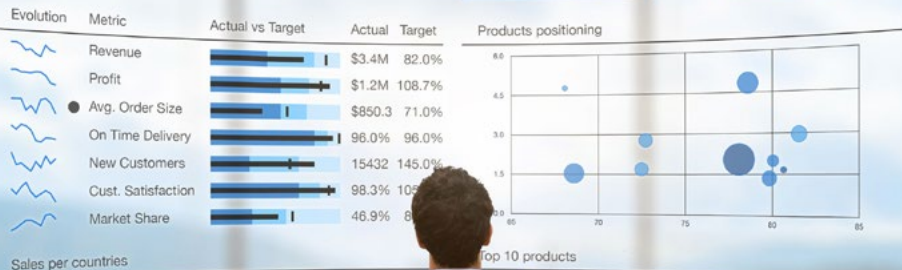 Evolution Metric Actual vs Target Actual Target
Revenue $3.4M 82.0%
Profit $1.2M 108.7%
Avg. Order Size $850.3 71.0%
On Time Delivery 96.0% 96.0%
New Customers 15432 145.0%
Cust. Satisfaction 98.3%
Market Share 46.9%
Sales per countries
Products positioning
6.0
4.5
3.0
1.5
0.0
65 70 75 80 85
Top 10 products